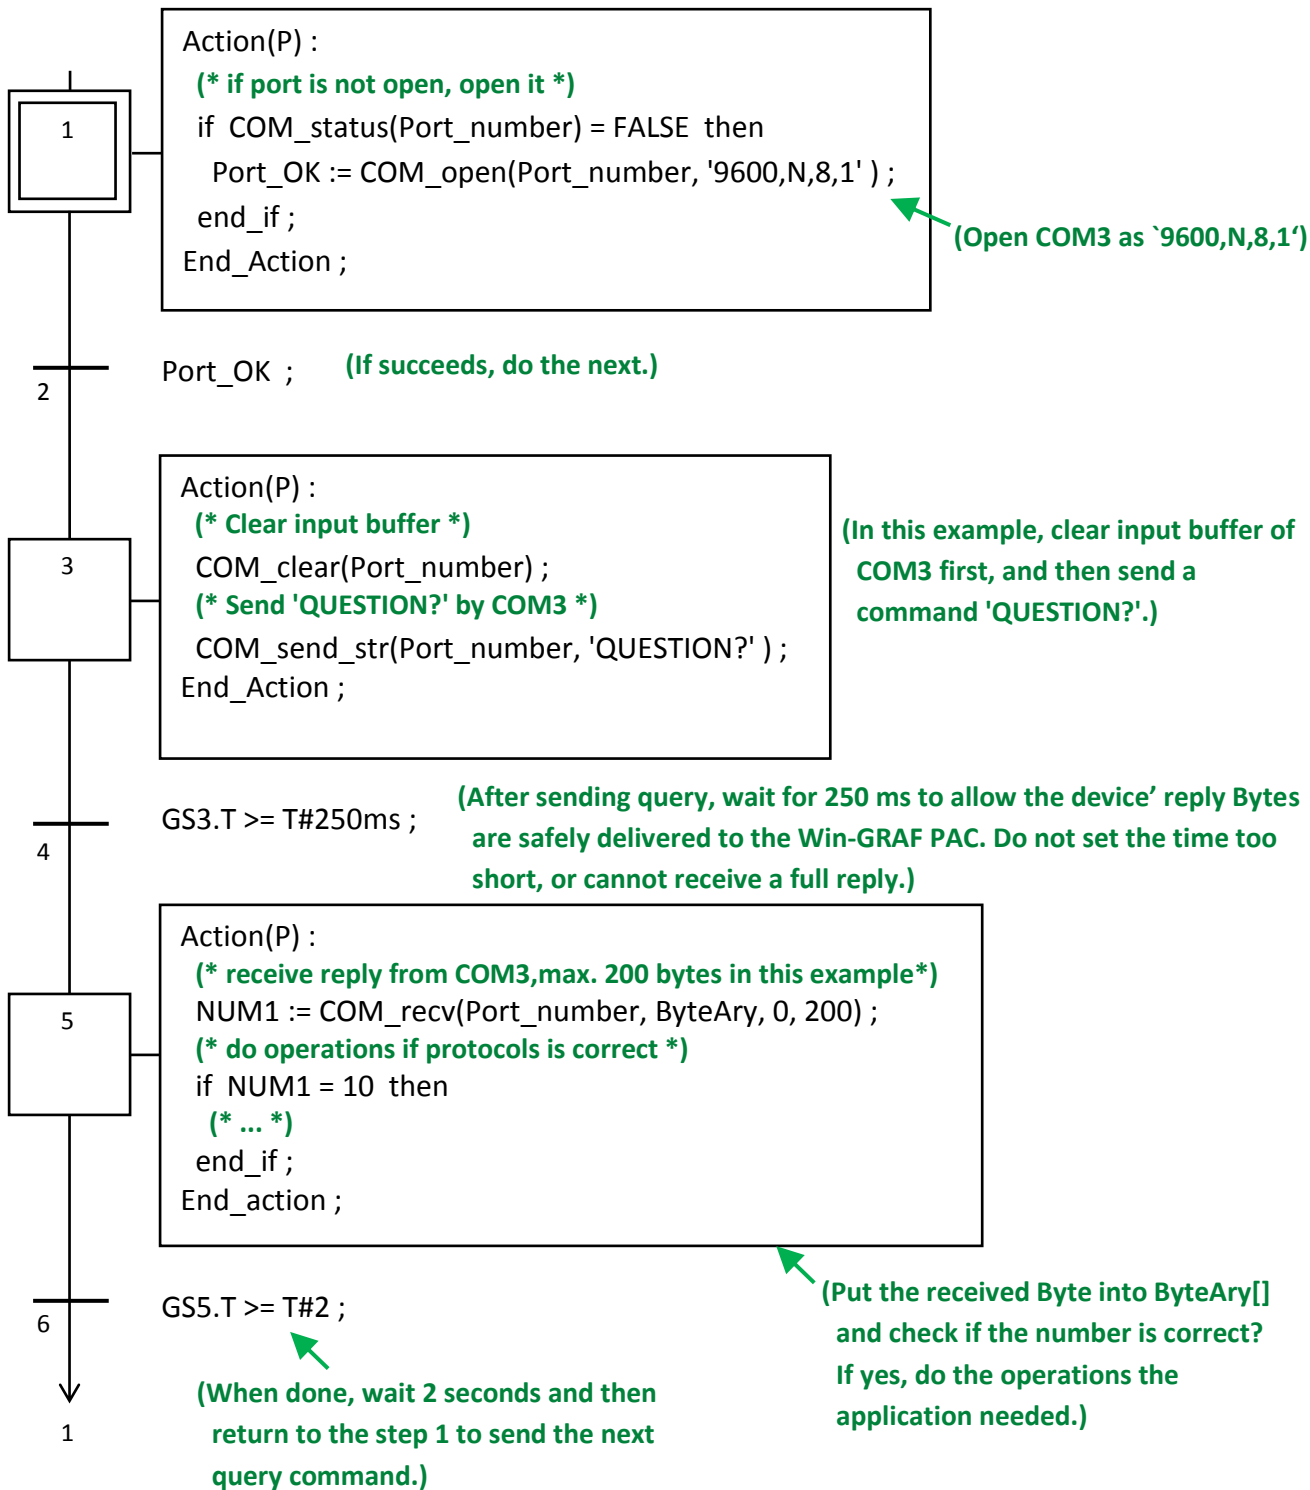 Action(P) :
(* if port is not open, open it *)
1
if COM_status(Port_number) = FALSE then
Port_OK := COM_open(Port_number, '9600,N,8,1' ) ;
end_if ;
(Open COM3 as `9600,N,8,1‘)
End_Action ;
Port_OK ;
(If succeeds, do the next.)
2
Action(P) :
(* Clear input buffer *)
3
COM_clear(Port_number) ;
(* Send 'QUESTION?' by COM3 *)
COM_send_str(Port_number, 'QUESTION?' ) ;
End_Action ;
(In this example, clear input buffer of
COM3 first, and then send a
command 'QUESTION?'.)
GS3.T >= T#250ms ;
4
(After sending query, wait for 250 ms to allow the device’ reply Bytes
are safely delivered to the Win-GRAF PAC. Do not set the time too
short, or cannot receive a full reply.)
Action(P) :
(* receive reply from COM3,max. 200 bytes in this example*)
5
NUM1 := COM_recv(Port_number, ByteAry, 0, 200) ;
(* do operations if protocols is correct *)
if NUM1 = 10 then
(* ... *)
end_if ;
End_action ;
GS5.T >= T#2 ;
6
(Put the received Byte into ByteAry[]
and check if the number is correct?
If yes, do the operations the
application needed.)
(When done, wait 2 seconds and then
return to the step 1 to send the next
query command.)
1